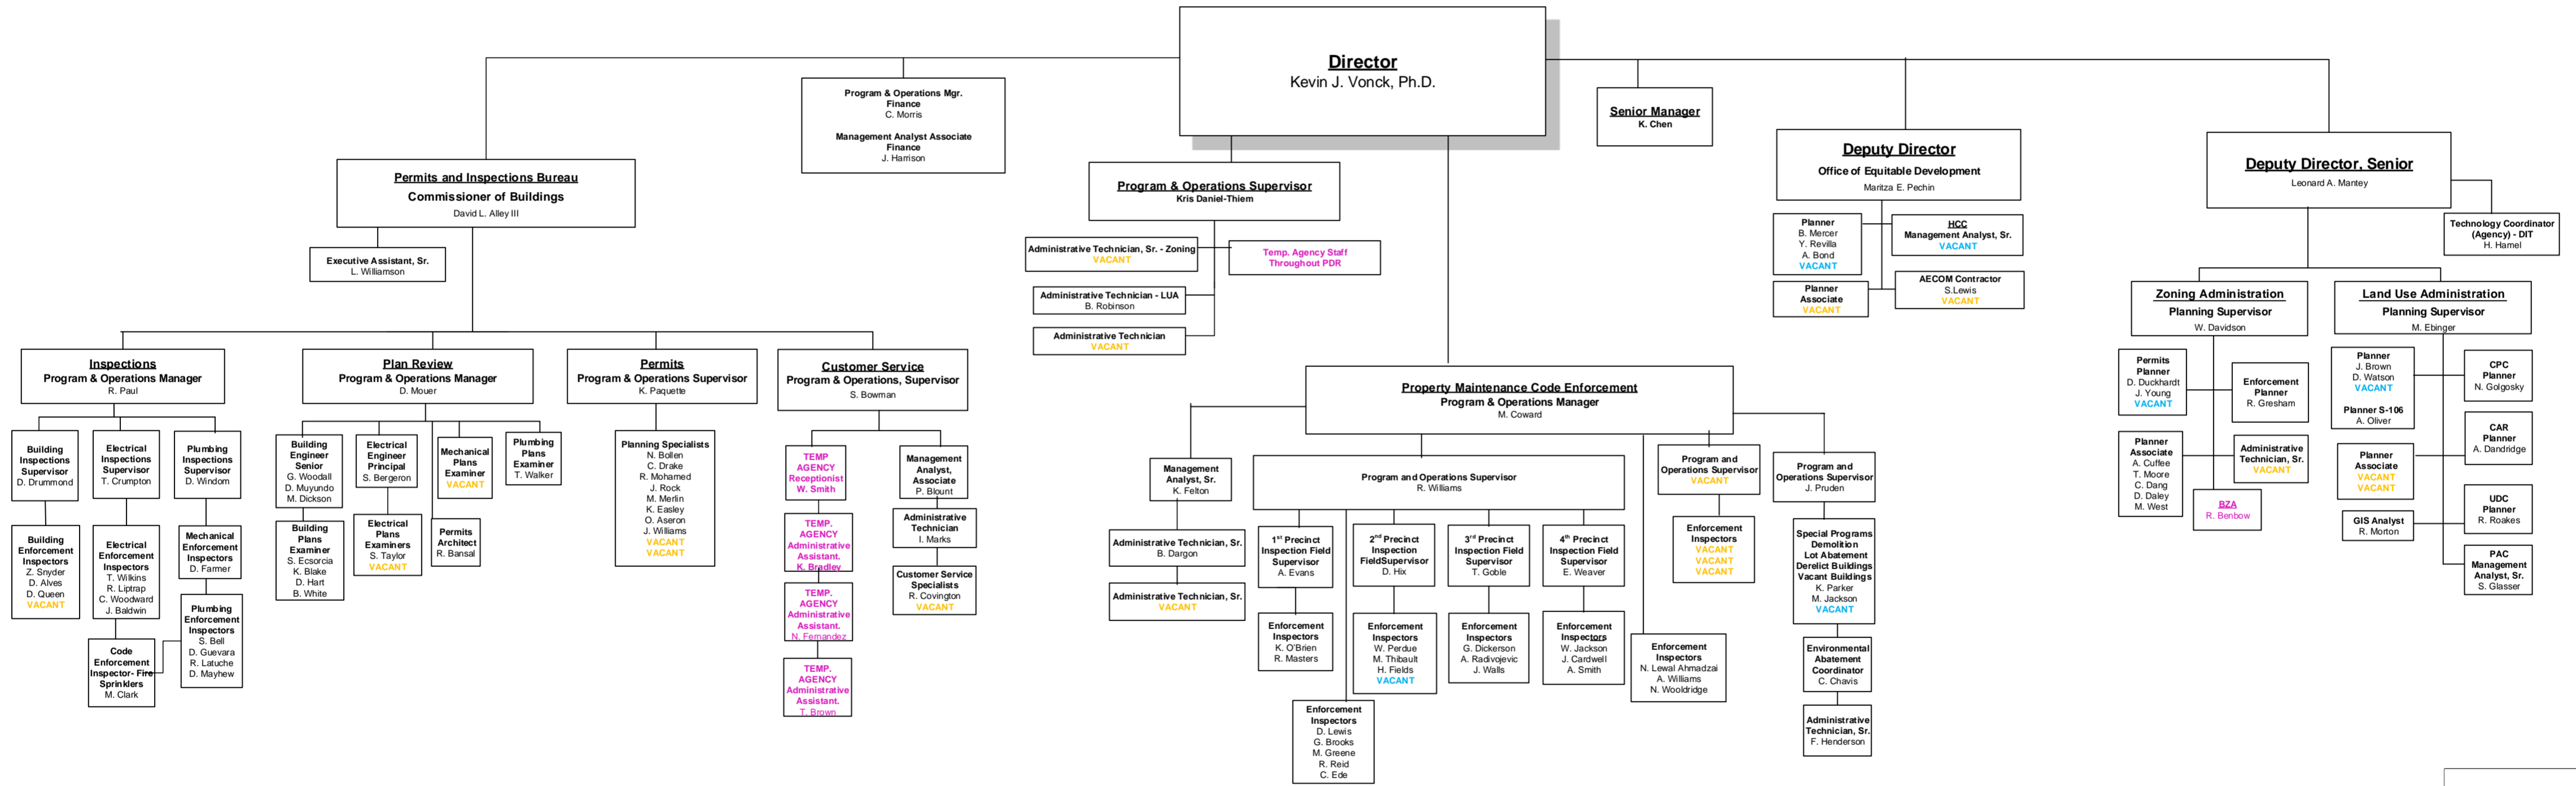 Director
Kevin J. Vonck, Ph.D.
Program & Operations Mgr.
Finance
C. Morris
Management Analyst Associate
Finance
J. Harrison
Senior Manager
K. Chen
Permits and Inspections Bureau
Commissioner of Buildings
David L. Alley III
Executive Assistant, Sr.
L. Williamson
Inspections
Program & Operations Manager
R. Paul
Building
Inspections
Supervisor
D. Drummond
Building
Enforcement
Inspectors
Z. Snyder
D. Alves
D. Queen
VACANT
Electrical
Inspections
Supervisor
T. Crumpton
Electrical
Enforcement
Inspectors
T. Wilkins
R. Liptrap
C. Woodward
J. Baldwin
Code
Enforcement
Inspector- Fire
Sprinklers
M. Clark
Plumbing
Inspections
Supervisor
D. Windom
Mechanical
Enforcement
Inspectors
D. Farmer
Plumbing
Enforcement
Inspectors
S. Bell
D. Guevara
R. Latuche
D. Mayhew
Plan Review
Program & Operations Manager
D. Mouer
Building
Engineer
Senior
G. Woodall
D. Muyundo
M. Dickson
Building
Plans
Examiner
S. Ecsorcia
K. Blake
D. Hart
B. White
Electrical
Engineer
Principal
S. Bergeron
Electrical
Plans
Examiners
S. Taylor
VACANT
Mechanical
Plans
Examiner
VACANT
Permits
Architect
R. Bansal
Plumbing
Plans
Examiner
T. Walker
Permits
Program & Operations Supervisor
K. Paquette
Planning Specialists
N. Bollen
C. Drake
R. Mohamed
J. Rock
M. Merlin
K. Easley
O. Aseron
J. Williams
VACANT
VACANT
Customer Service
Program & Operations, Supervisor
S. Bowman
TEMP
AGENCY
Receptionist
W. Smith
TEMP.
AGENCY
Administrative
Assistant.
K. Bradley
TEMP.
AGENCY
Administrative
Assistant.
N. Fernandez
TEMP.
AGENCY
Administrative
Assistant.
T. Brown
Management
Analyst,
Associate
P. Blount
Administrative
Technician
I. Marks
Customer Service
Specialists
R. Covington
VACANT
Program & Operations Supervisor
Kris Daniel-Thiem
Administrative Technician, Sr. - Zoning
VACANT
Temp. Agency Staff
Throughout PDR
Administrative Technician - LUA
B. Robinson
Administrative Technician
VACANT
Property Maintenance Code Enforcement
Program & Operations Manager
M. Coward
Management
Analyst, Sr.
K. Felton
Administrative Technician, Sr.
B. Dargon
Administrative Technician, Sr.
VACANT
Program and Operations Supervisor
R. Williams
1st Precinct
Inspection Field
Supervisor
A. Evans
Enforcement
Inspectors
K. O'Brien
R. Masters
2nd Precinct
Inspection
FieldSupervisor
D. Hix
Enforcement
Inspectors
W. Perdue
M. Thibault
H. Fields
VACANT
3rd Precinct
Inspection Field
Supervisor
T. Goble
Enforcement
Inspectors
G. Dickerson
A. Radivojevic
J. Walls
4th Precinct
Inspection Field
Supervisor
E. Weaver
Enforcement
Inspectors
W. Jackson
J. Cardwell
A. Smith
Enforcement
Inspectors
D. Lewis
G. Brooks
M. Greene
R. Reid
C. Ede
Enforcement
Inspectors
N. Lewal Ahmadzai
A. Williams
N. Wooldridge
Program and
Operations Supervisor
VACANT
Enforcement
Inspectors
VACANT
VACANT
VACANT
Program and
Operations Supervisor
J. Pruden
Special Programs
Demolition
Lot Abatement
Derelict Buildings
Vacant Buildings
K. Parker
M. Jackson
VACANT
Environmental
Abatement
Coordinator
C. Chavis
Administrative
Technician, Sr.
F. Henderson
Deputy Director
Office of Equitable Development
Maritza E. Pechin
Planner
B. Mercer
Y. Revilla
A. Bond
VACANT
HCC
Management Analyst, Sr.
VACANT
Planner
Associate
VACANT
AECOM Contractor
S.Lewis
VACANT
Deputy Director, Senior
Leonard A. Mantey
Technology Coordinator
(Agency) - DIT
H. Hamel
Zoning Administration
Planning Supervisor
W. Davidson
Permits
Planner
D. Duckhardt
J. Young
VACANT
Enforcement
Planner
R. Gresham
Planner
Associate
A. Cuffee
T. Moore
C. Dang
D. Daley
M. West
Administrative
Technician, Sr.
VACANT
BZA
R. Benbow
Land Use Administration
Planning Supervisor
M. Ebinger
Planner
J. Brown
D. Watson
VACANT
Planner S-106
A. Oliver
CPC
Planner
N. Golgosky
CAR
Planner
A. Dandridge
Planner
Associate
VACANT
VACANT
UDC
Planner
R. Roakes
GIS Analyst
R. Morton
PAC
Management
Analyst, Sr.
S. Glasser